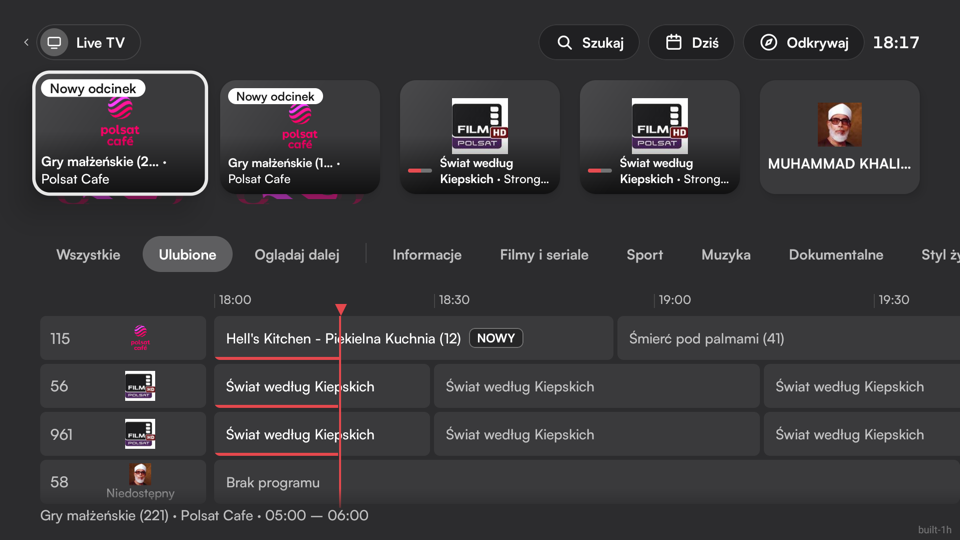 Live TV
Szukaj
Dziś
Odkrywaj
18:17
Nowy odcinek
polsat
café
Gry małżeńskie (2... ·
Polsat Cafe
Nowy odcinek
polsat
café
Gry małżeńskie (1... ·
Polsat Cafe
FILM HD
POLSAT
Świat według
Kiepskich · Strong...
FILM HD
POLSAT
Świat według
Kiepskich · Strong...
MUHAMMAD KHALI...
Wszystkie
Ulubione
Oglądaj dalej
Informacje
Filmy i seriale
Sport
Muzyka
Dokumentalne
Styl ży
18:00
18:30
19:00
19:30
115
polsat
café
Hell's Kitchen - Piekielna Kuchnia (12)
NOWY
Śmierć pod palmami (41)
56
FILM HD
POLSAT
Świat według Kiepskich
Świat według Kiepskich
Świat według Kiepskich
961
FILM HD
POLSAT
Świat według Kiepskich
Świat według Kiepskich
Świat według Kiepskich
58
Niedostępny
Brak programu
Gry małżeńskie (221) · Polsat Cafe · 05:00 — 06:00
built-1h